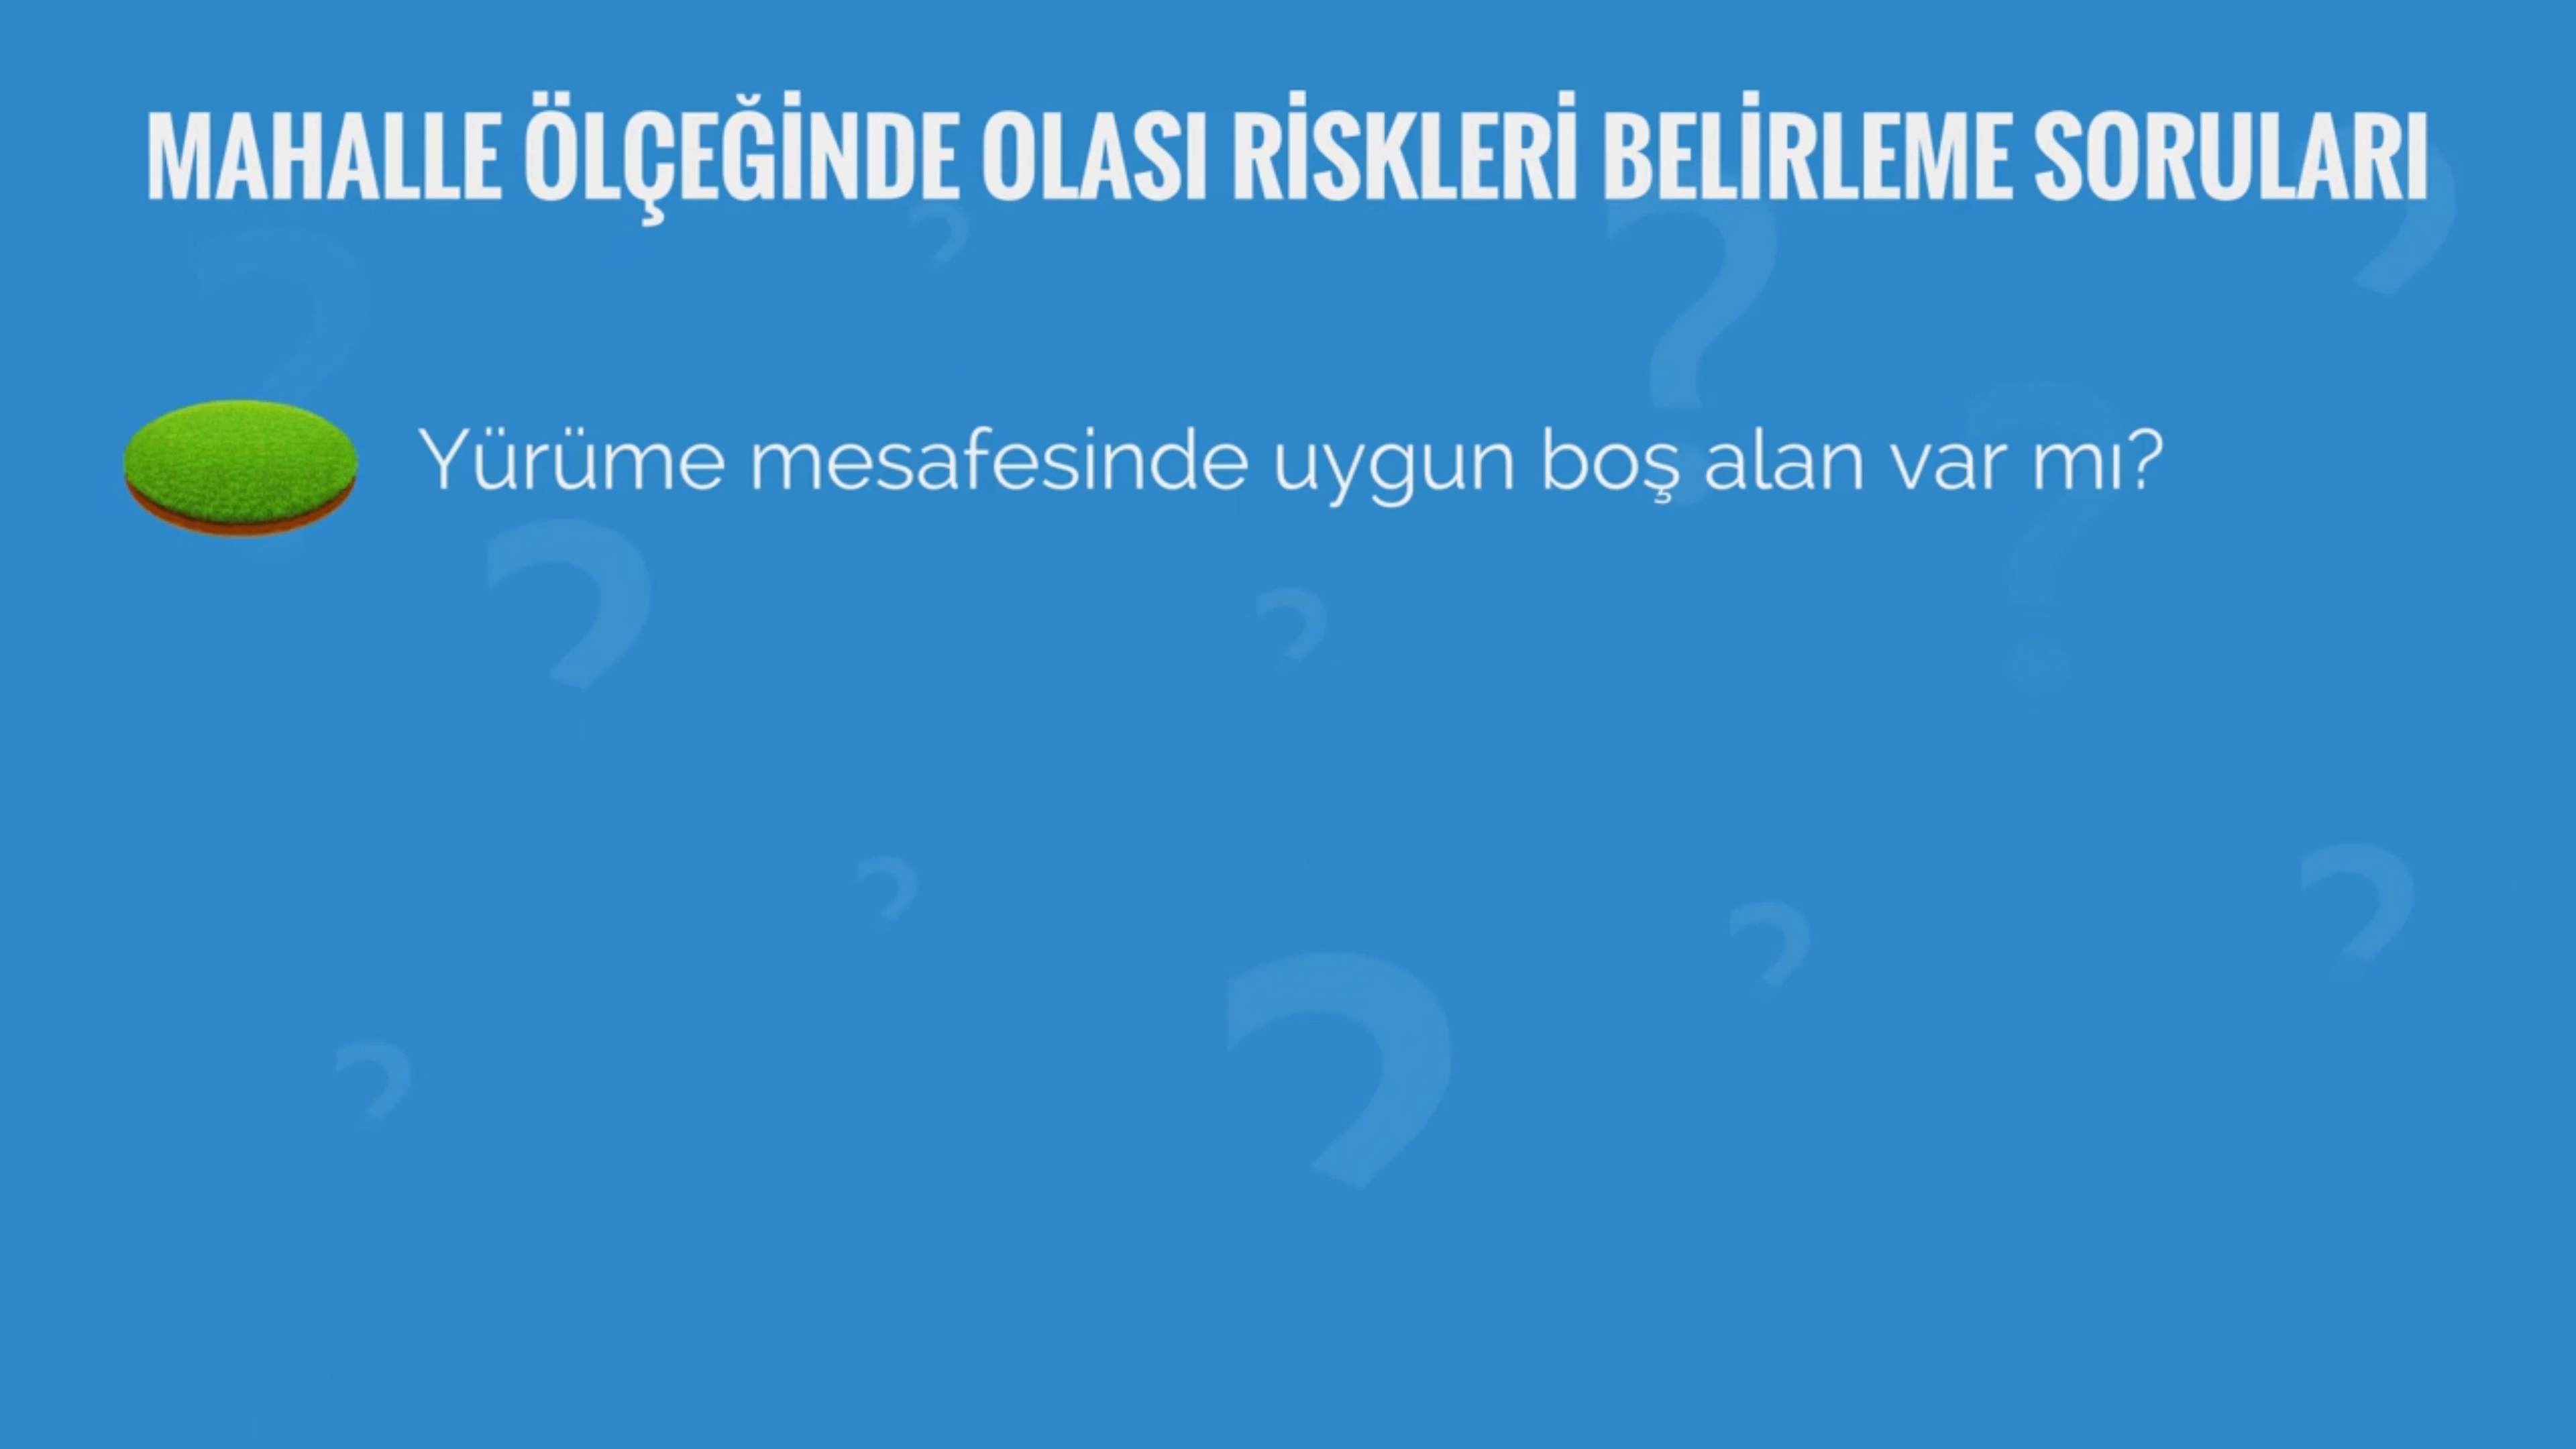 MAHALLE ÖLÇEĞİNDE OLASI RİSKLERİ BELİRLEME SORULARI
Yürüme mesafesinde uygun boş alan var mı?